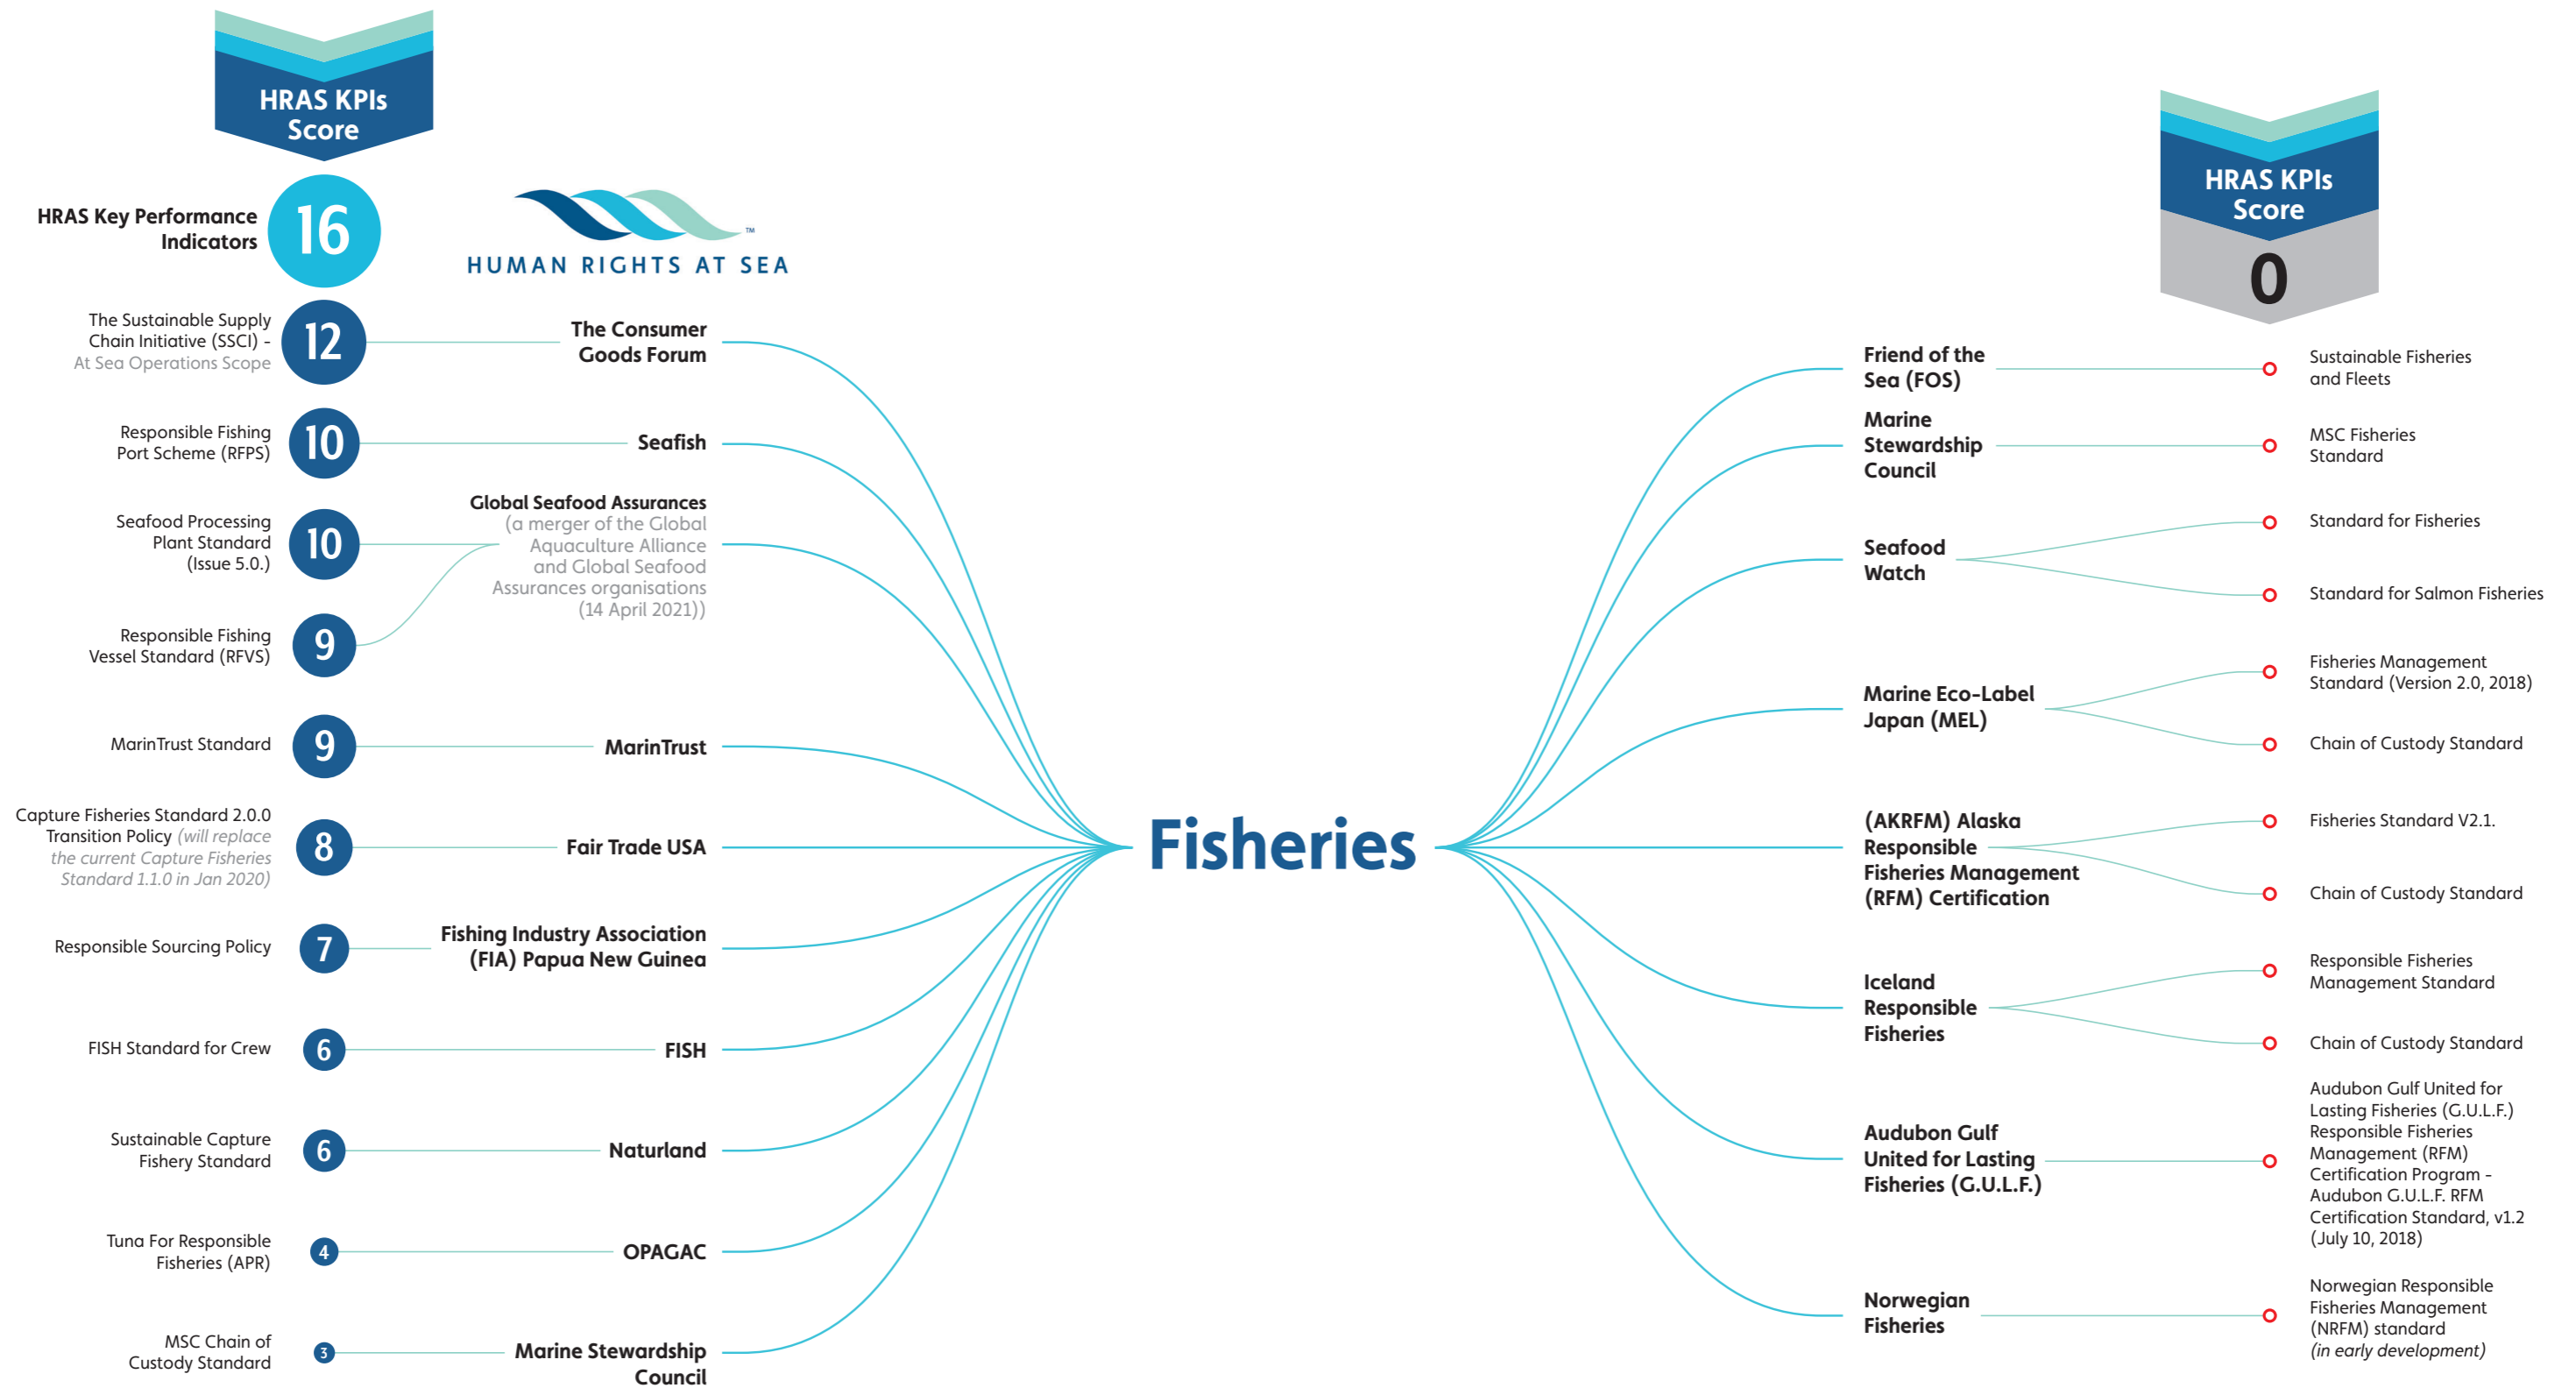 HRAS KPIs
Score
HRAS Key Performance
Indicators
16
™
HUMAN RIGHTS AT SEA
The Sustainable Supply
Chain Initiative (SSCI) -
At Sea Operations Scope
12
The Consumer
Goods Forum
Responsible Fishing
Port Scheme (RFPS)
10
Seafish
Seafood Processing
Plant Standard
(Issue 5.0.)
10
Global Seafood Assurances
(a merger of the Global
Aquaculture Alliance
and Global Seafood
Assurances organisations
(14 April 2021))
Responsible Fishing
Vessel Standard (RFVS)
9
MarinTrust Standard
9
MarinTrust
Capture Fisheries Standard 2.0.0
Transition Policy (will replace
the current Capture Fisheries
Standard 1.1.0 in Jan 2020)
8
Fair Trade USA
Responsible Sourcing Policy
7
Fishing Industry Association
(FIA) Papua New Guinea
FISH Standard for Crew
6
FISH
Sustainable Capture
Fishery Standard
6
Naturland
Tuna For Responsible
Fisheries (APR)
4
OPAGAC
MSC Chain of
Custody Standard
3
Marine Stewardship
Council
Fisheries
HRAS KPIs
Score
0
Friend of the
Sea (FOS)
Sustainable Fisheries
and Fleets
Marine
Stewardship
Council
MSC Fisheries
Standard
Seafood
Watch
Standard for Fisheries
Standard for Salmon Fisheries
Marine Eco-Label
Japan (MEL)
Fisheries Management
Standard (Version 2.0, 2018)
Chain of Custody Standard
(AKRFM) Alaska
Responsible
Fisheries Management
(RFM) Certification
Fisheries Standard V2.1.
Chain of Custody Standard
Iceland
Responsible
Fisheries
Responsible Fisheries
Management Standard
Chain of Custody Standard
Audubon Gulf
United for Lasting
Fisheries (G.U.L.F.)
Audubon Gulf United for
Lasting Fisheries (G.U.L.F.)
Responsible Fisheries
Management (RFM)
Certification Program -
Audubon G.U.L.F. RFM
Certification Standard, v1.2
(July 10, 2018)
Norwegian
Fisheries
Norwegian Responsible
Fisheries Management
(NRFM) standard
(in early development)